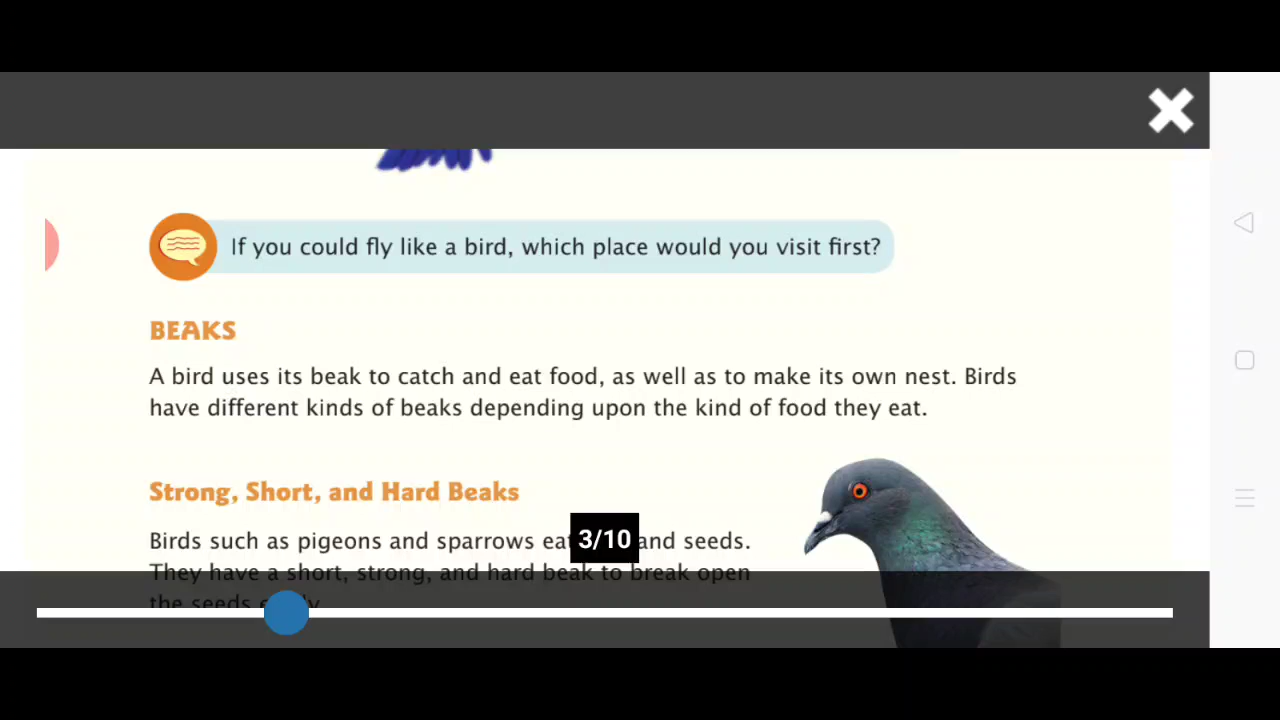 If you could fly like a bird, which place would you visit first?
BEAKS
A bird uses its beak to catch and eat food, as well as to make its own nest. Birds
have different kinds of beaks depending upon the kind of food they eat.
Strong, Short, and Hard Beaks
Birds such as pigeons and sparrows eat and seeds.
3/10
They have a short, strong, and hard beak to break open
the seeds